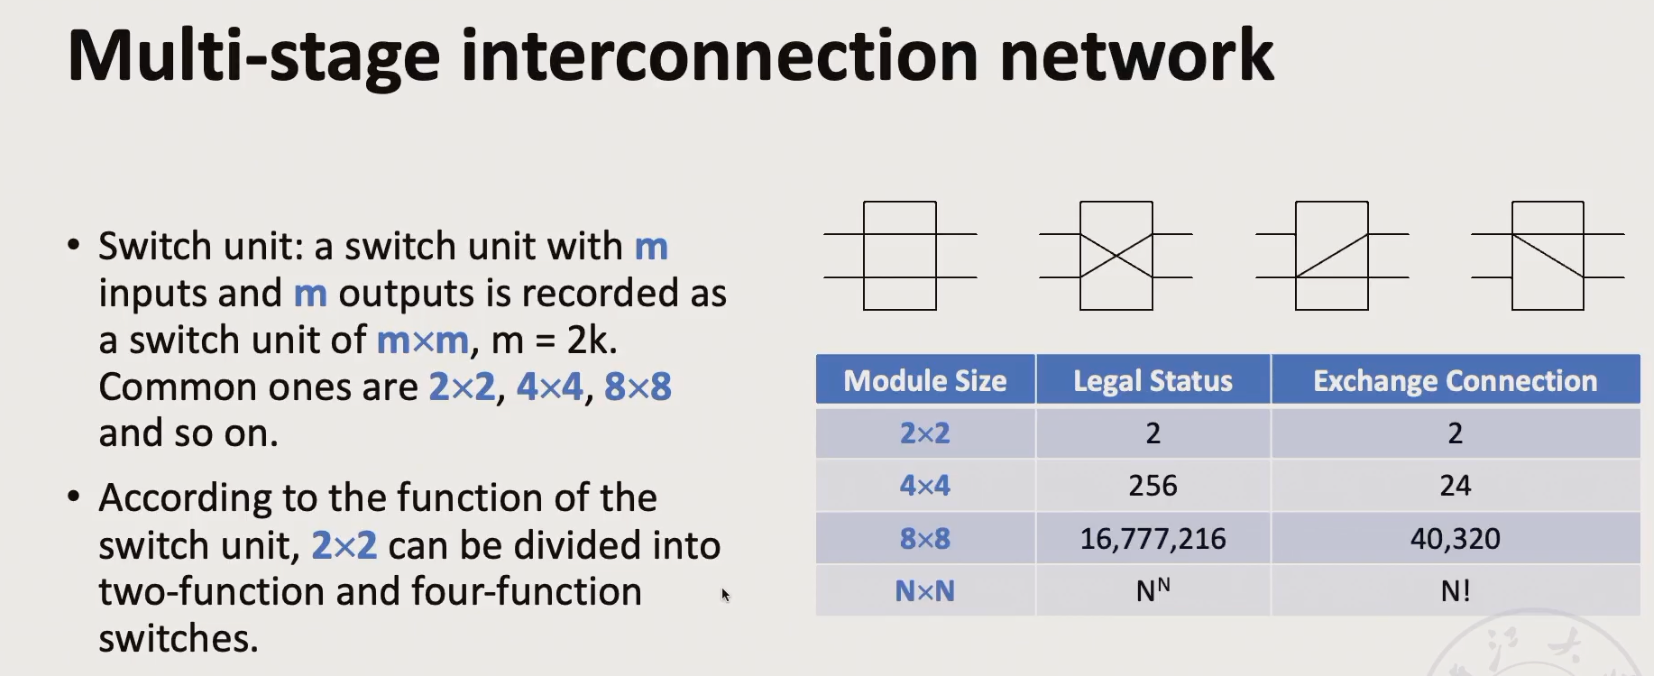 Multi-stage interconnection network
• Switch unit: a switch unit with m
inputs and m outputs is recorded as
a switch unit of m×m, m = 2k.
Common ones are 2×2, 4×4, 8×8
and so on.
• According to the function of the
switch unit, 2×2 can be divided into
two-function and four-function
switches.
Module Size Legal Status Exchange Connection
2×2 2 2
4×4 256 24
8×8 16,777,216 40,320
N×N Nᴺ N!